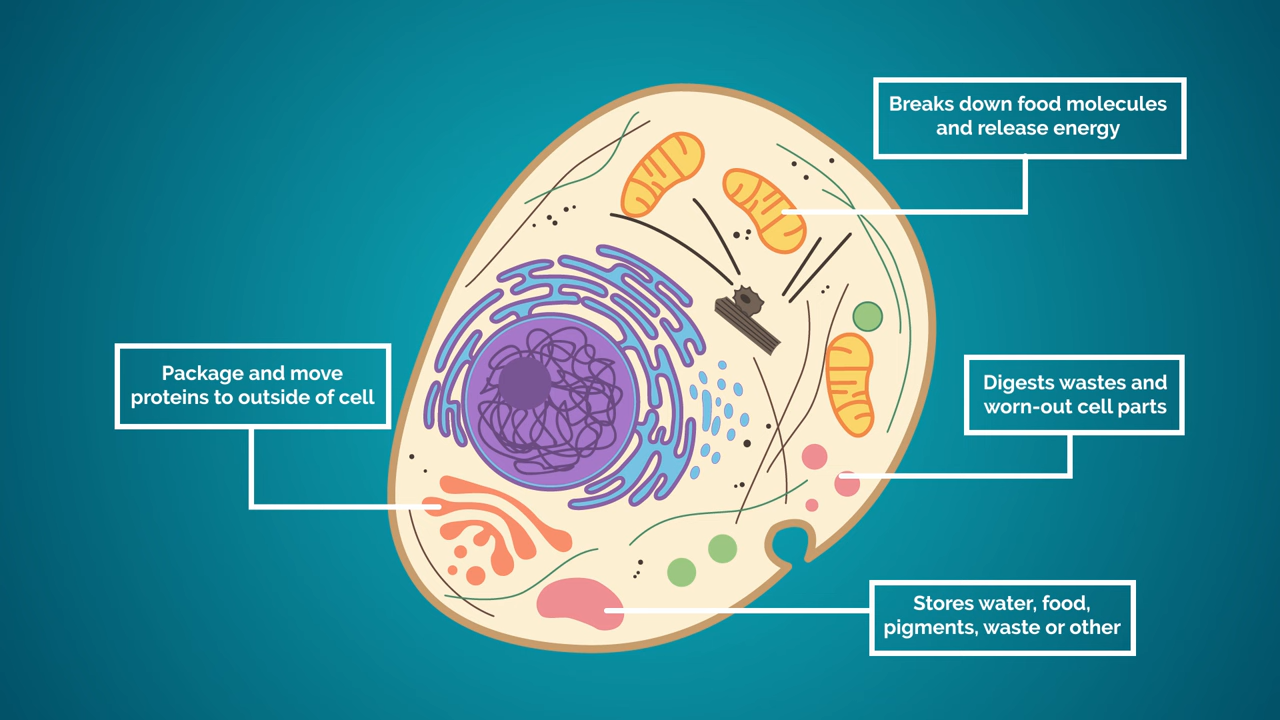 Breaks down food molecules
and release energy
Package and move
proteins to outside of cell
Digests wastes and
worn-out cell parts
Stores water, food,
pigments, waste or other